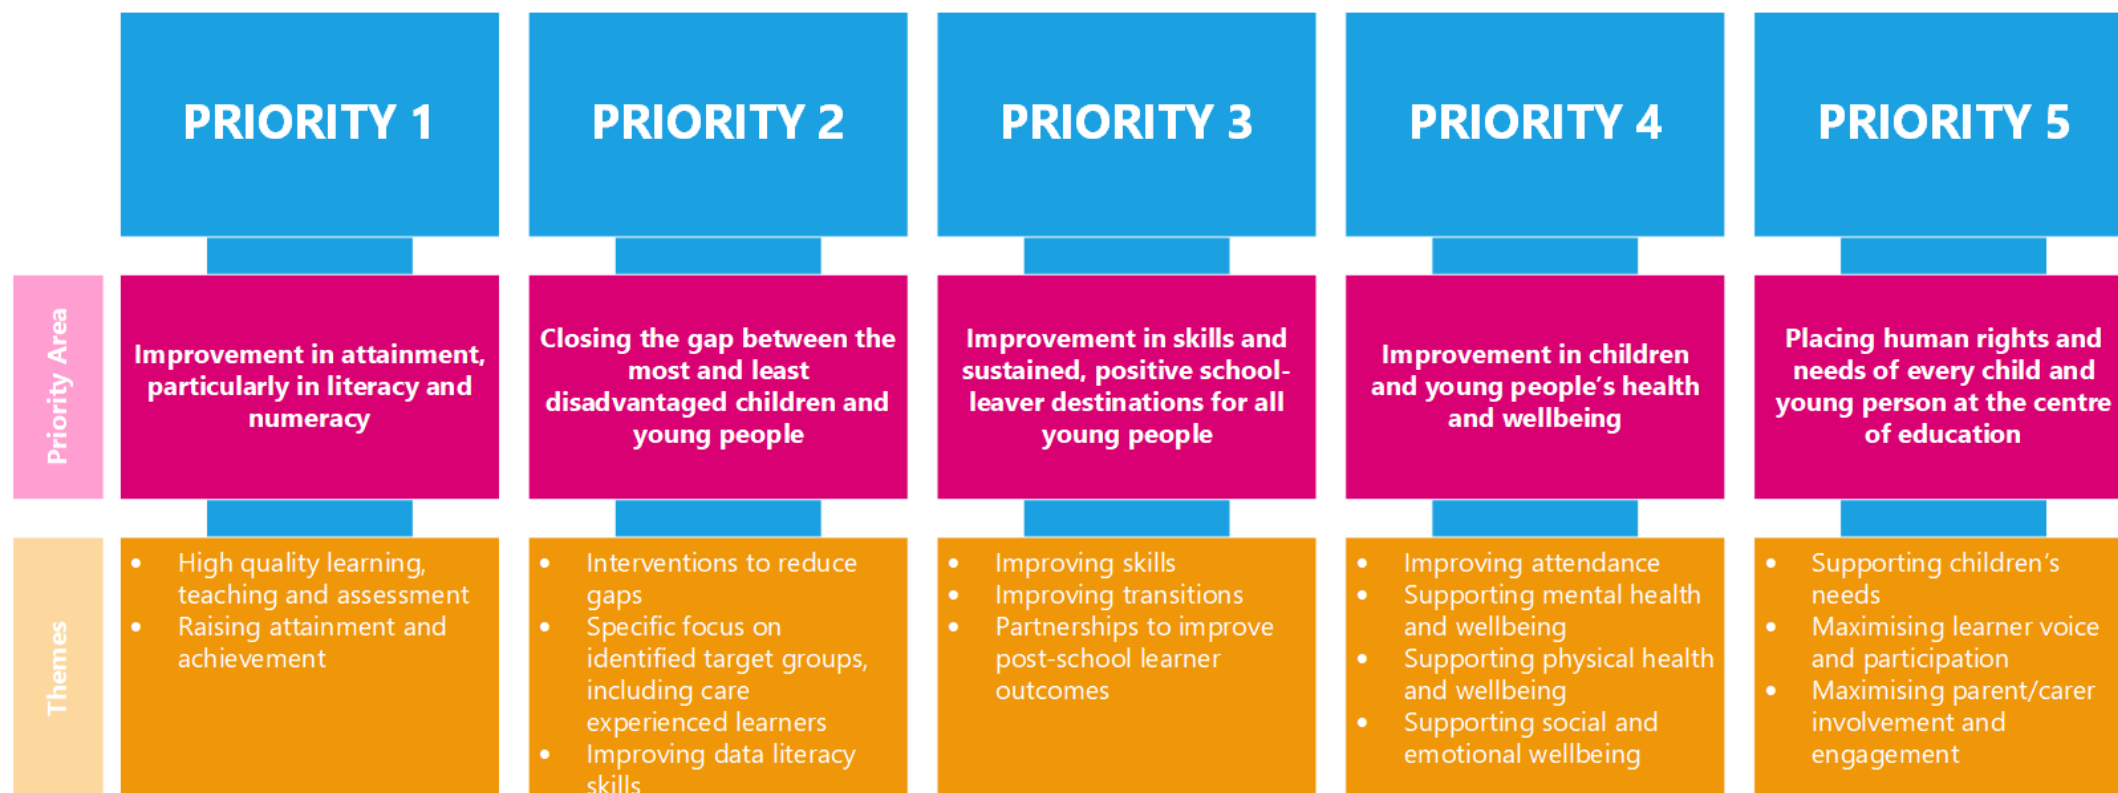 PRIORITY 1
PRIORITY 2
PRIORITY 3
PRIORITY 4
PRIORITY 5
Priority Area
Improvement in attainment,
particularly in literacy and
numeracy
Closing the gap between the
most and least
disadvantaged children and
young people
Improvement in skills and
sustained, positive school-
leaver destinations for all
young people
Improvement in children
and young people’s health
and wellbeing
Placing human rights and
needs of every child and
young person at the centre
of education
Themes
• High quality learning,
teaching and assessment
• Raising attainment and
achievement
• Interventions to reduce
gaps
• Specific focus on
identified target groups,
including care
experienced learners
• Improving data literacy
skills
• Improving skills
• Improving transitions
• Partnerships to improve
post-school learner
outcomes
• Improving attendance
• Supporting mental health
and wellbeing
• Supporting physical health
and wellbeing
• Supporting social and
emotional wellbeing
• Supporting children’s
needs
• Maximising learner voice
and participation
• Maximising parent/carer
involvement and
engagement